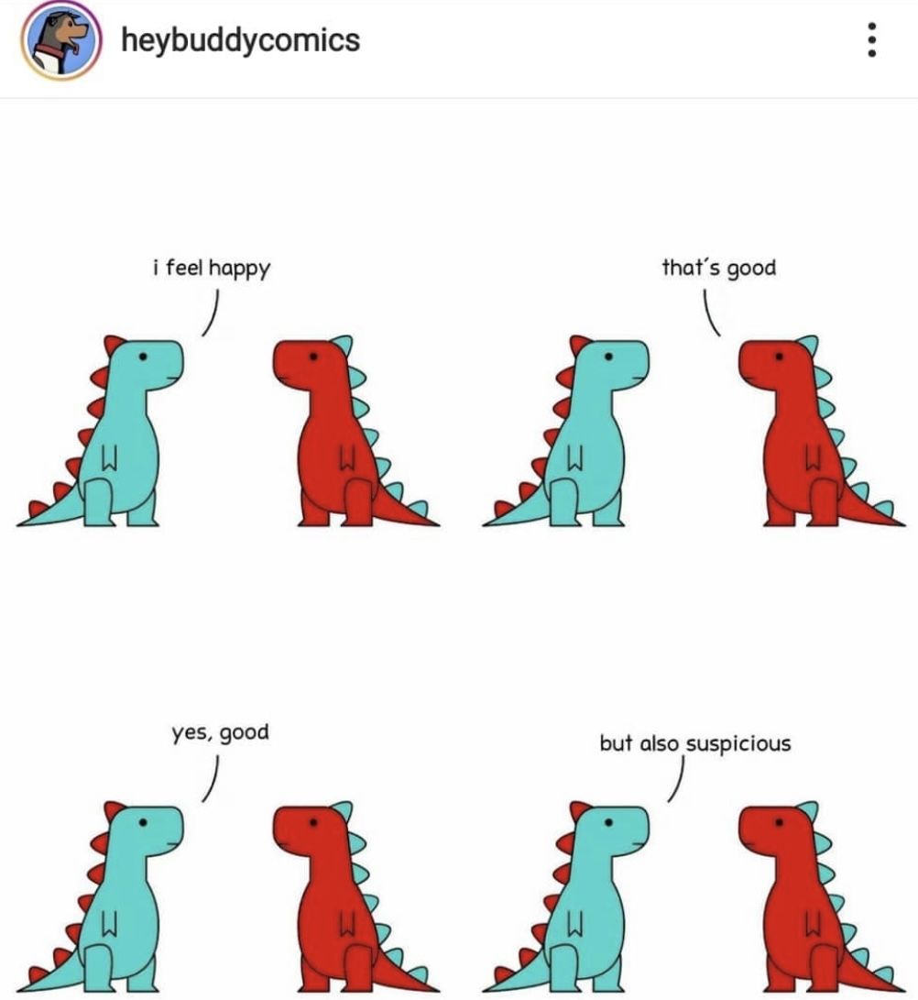 heybuddycomics
i feel happy
that's good
yes, good
but also suspicious